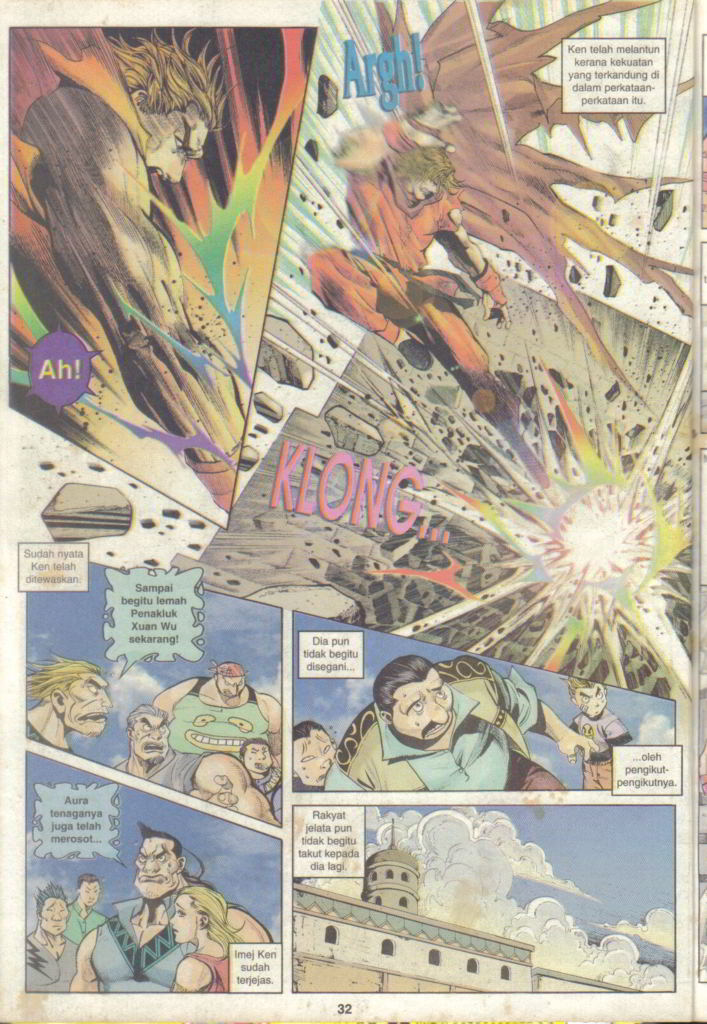 Ah!
Argh!
Ken telah melantun
kerana kekuatan
yang terkandung di
dalam perkataan-
perkataan itu.
KLONG...
Sudah nyata
Ken telah
ditewaskan.
Sampai
begitu lemah
Penakluk
Xuan Wu
sekarang!
Dia pun
tidak begitu
disegani...
...oleh
pengikut-
pengikutnya.
Aura
tenaganya
juga telah
merosot...
Imej Ken
sudah
terjejas.
Rakyat
jelata pun
tidak begitu
takut kepada
dia lagi.
32